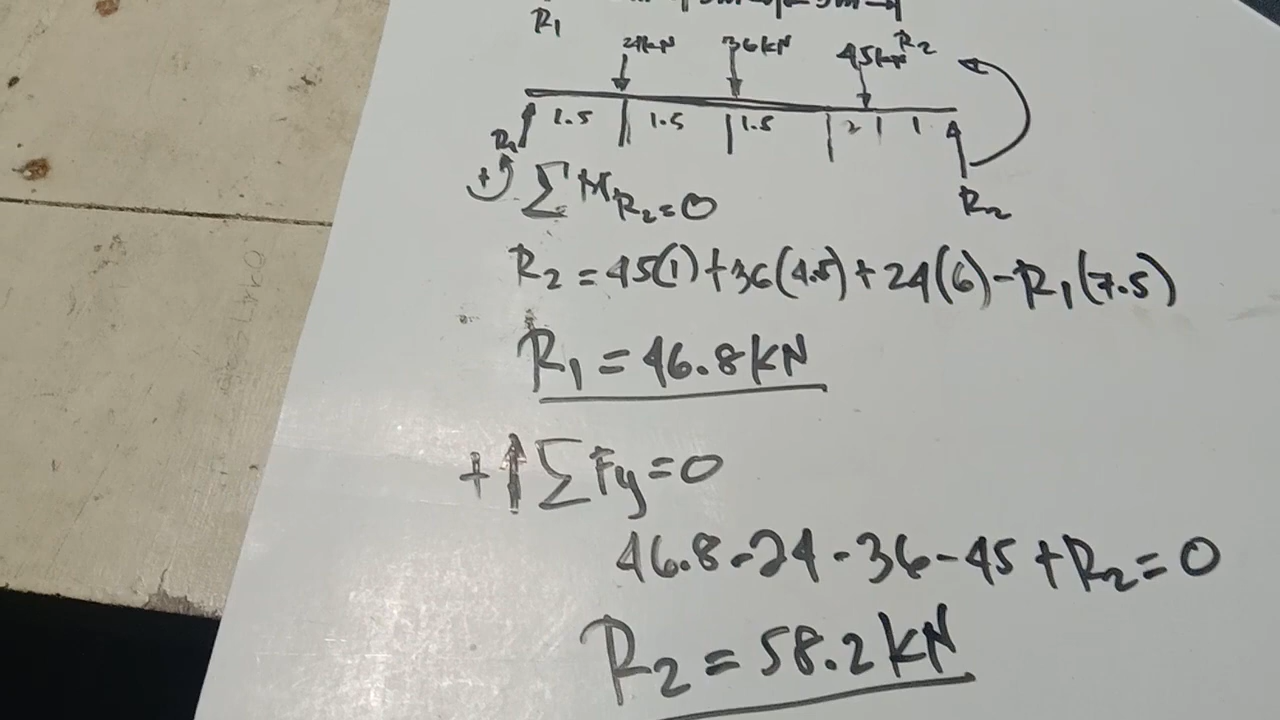 R₁
24kN 36kN 45kN R₂
1.5 1.5 1.5 2 1
R₁ R₂
+ ΣM R₂=0
R₂ = 45(1)+36(4.5)+24(6)-R₁(7.5)
R₁ = 46.8kN
+↑ΣFy=0
46.8-24-36-45+R₂=0
R₂ = 58.2kN